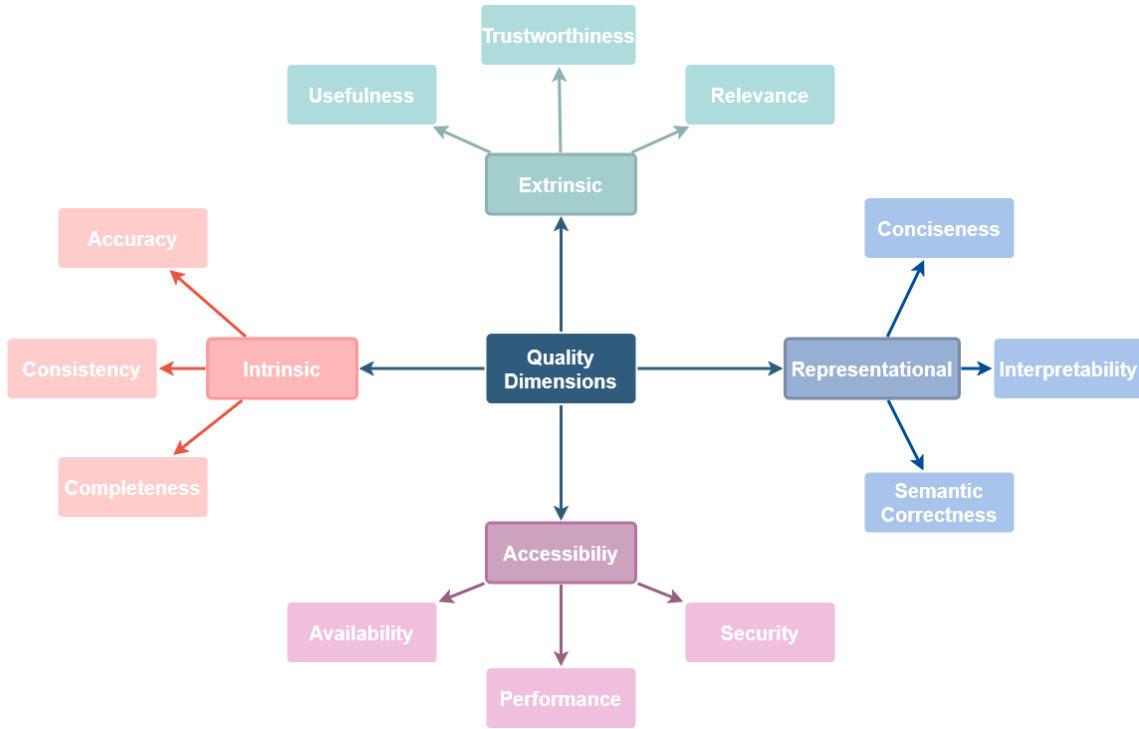 Trustworthiness
Usefulness
Relevance
Extrinsic
Accuracy
Conciseness
Consistency
Intrinsic
Quality
Dimensions
Representational
Interpretability
Completeness
Semantic
Correctness
Accessibiliy
Availability
Security
Performance